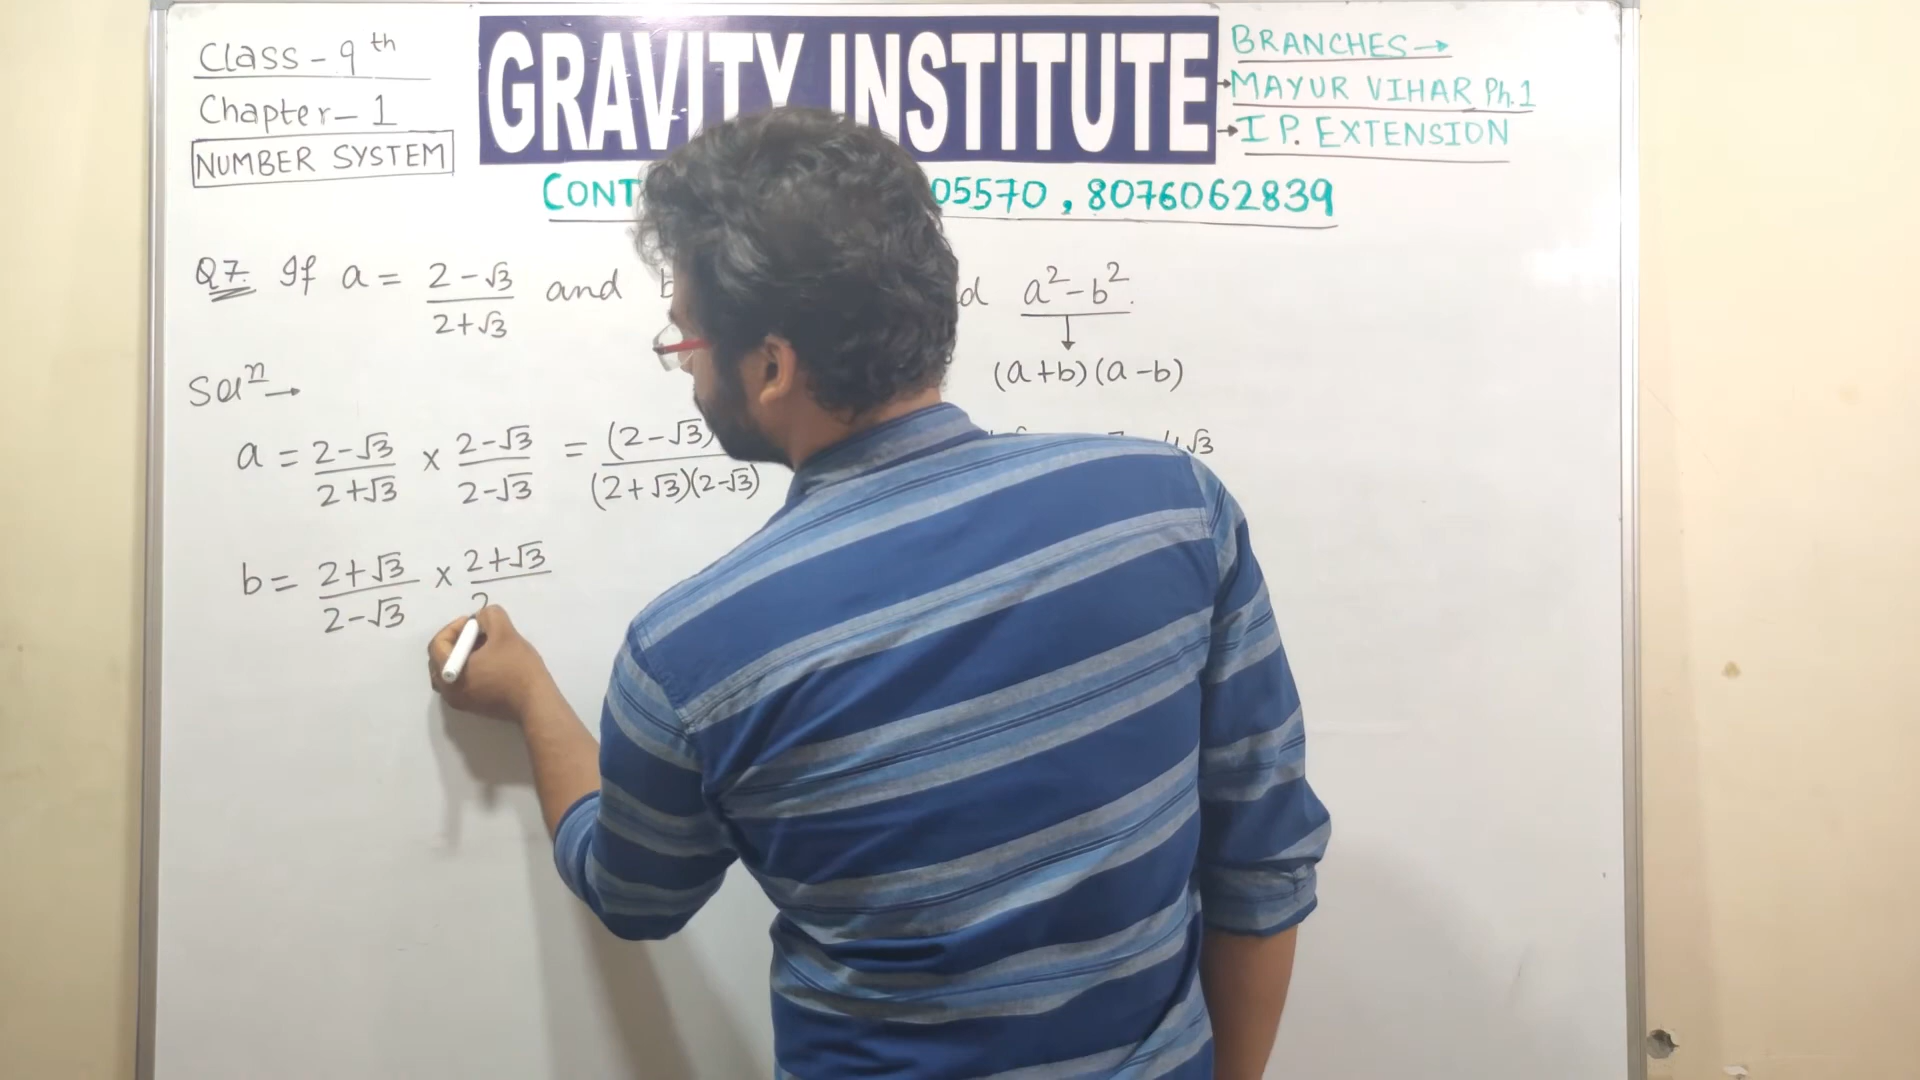 Class - 9th
Chapter - 1
NUMBER SYSTEM
GRAVITY INSTITUTE
BRANCHES→
→MAYUR VIHAR Ph.1
→I P. EXTENSION
CONT 05570 , 8076062839
Q7. If a = (2-√3)/(2+√3) and b d a²-b².
(a+b)(a-b)
Solⁿ→
a = (2-√3)/(2+√3) × (2-√3)/(2-√3) = (2-√3)/((2+√3)(2-√3)) 4√3
b = (2+√3)/(2-√3) × (2+√3)/2